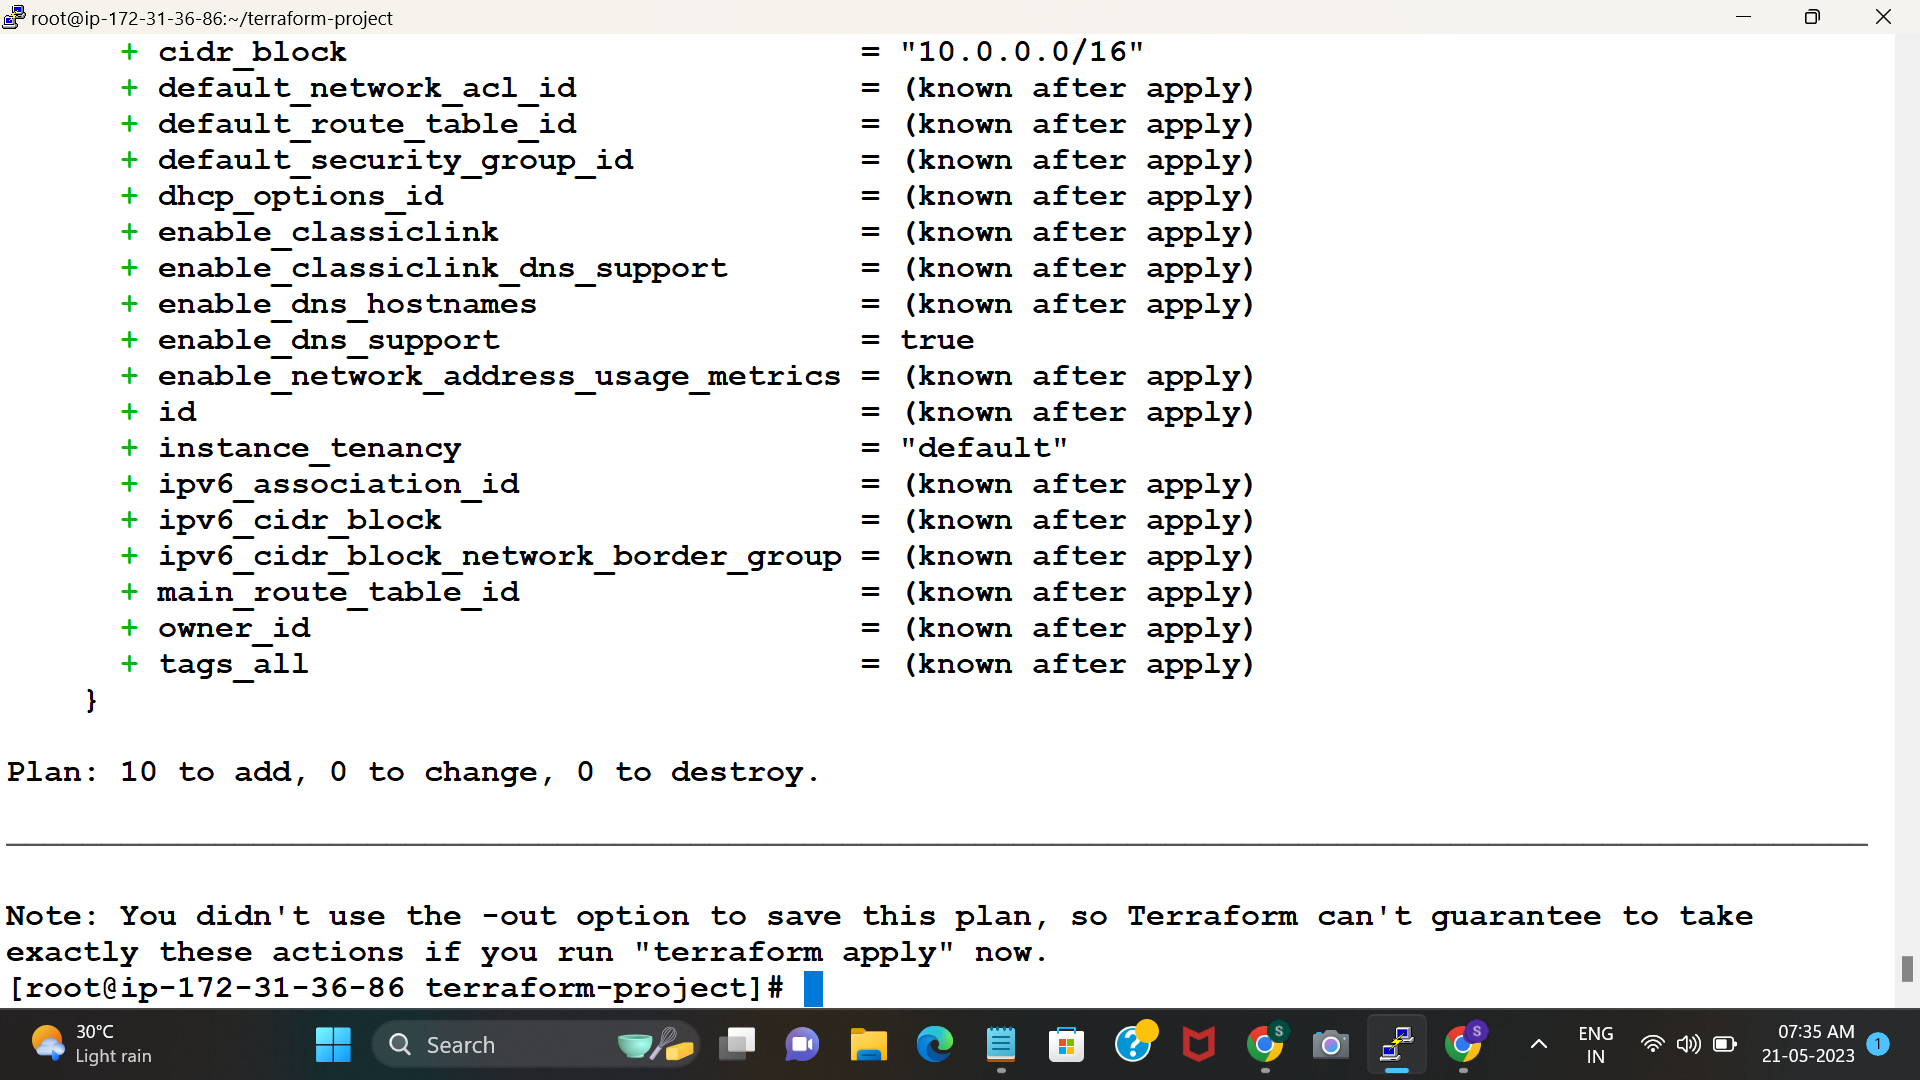 root@ip-172-31-36-86:~/terraform-project
+ cidr_block = "10.0.0.0/16"
+ default_network_acl_id = (known after apply)
+ default_route_table_id = (known after apply)
+ default_security_group_id = (known after apply)
+ dhcp_options_id = (known after apply)
+ enable_classiclink = (known after apply)
+ enable_classiclink_dns_support = (known after apply)
+ enable_dns_hostnames = (known after apply)
+ enable_dns_support = true
+ enable_network_address_usage_metrics = (known after apply)
+ id = (known after apply)
+ instance_tenancy = "default"
+ ipv6_association_id = (known after apply)
+ ipv6_cidr_block = (known after apply)
+ ipv6_cidr_block_network_border_group = (known after apply)
+ main_route_table_id = (known after apply)
+ owner_id = (known after apply)
+ tags_all = (known after apply)
}
Plan: 10 to add, 0 to change, 0 to destroy.
Note: You didn't use the -out option to save this plan, so Terraform can't guarantee to take
exactly these actions if you run "terraform apply" now.
[root@ip-172-31-36-86 terraform-project]#
30°C
Light rain
Search
S
S
ENG
IN
07:35 AM
21-05-2023
1